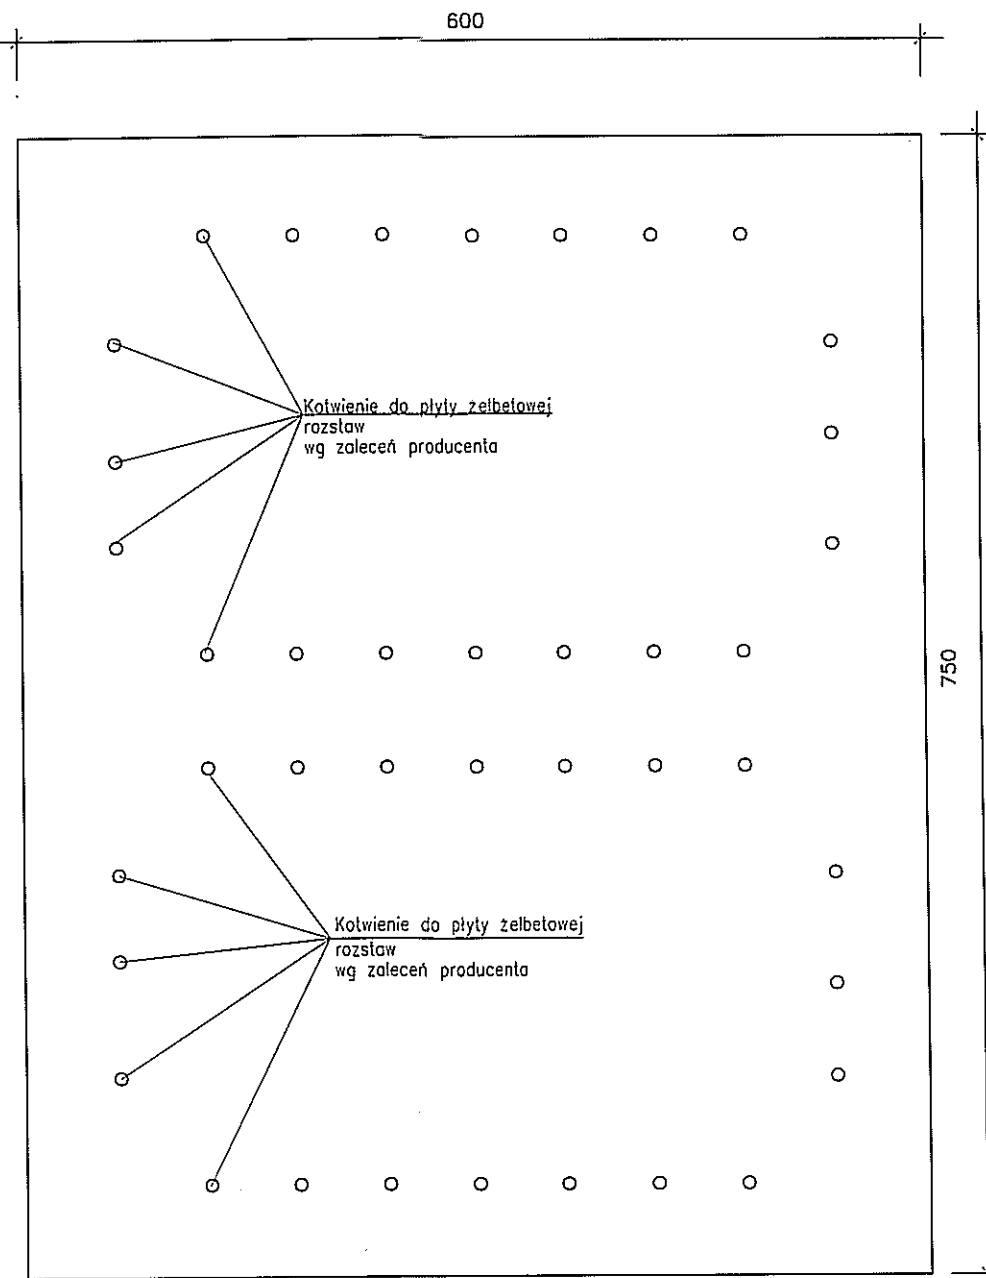 600
Kotwienie do płyty żelbetowej
rozstaw
wg zaleceń producenta
750
Kotwienie do płyty żelbetowej
rozstaw
wg zaleceń producenta